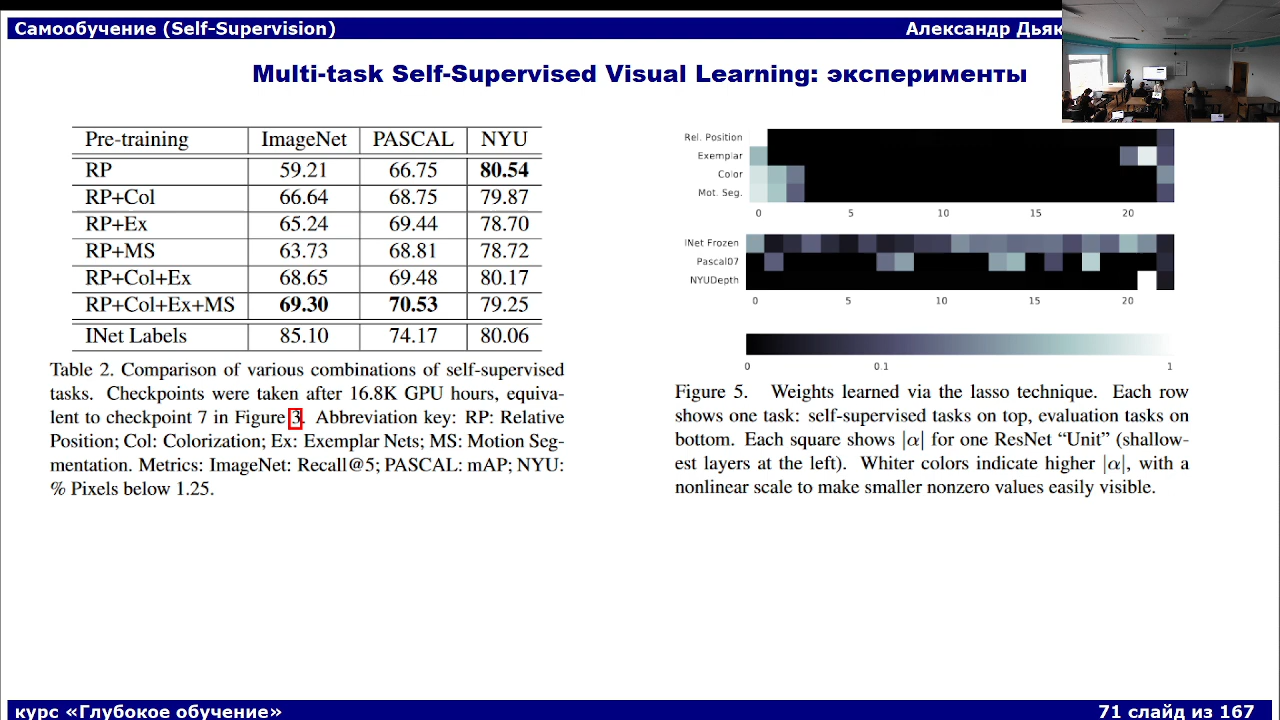 Самообучение (Self-Supervision)
Александр Дьяк
Multi-task Self-Supervised Visual Learning: эксперименты
Pre-training ImageNet PASCAL NYU
RP 59.21 66.75 80.54
RP+Col 66.64 68.75 79.87
RP+Ex 65.24 69.44 78.70
RP+MS 63.73 68.81 78.72
RP+Col+Ex 68.65 69.48 80.17
RP+Col+Ex+MS 69.30 70.53 79.25
INet Labels 85.10 74.17 80.06
Table 2. Comparison of various combinations of self-supervised
tasks. Checkpoints were taken after 16.8K GPU hours, equiva-
lent to checkpoint 7 in Figure 3. Abbreviation key: RP: Relative
Position; Col: Colorization; Ex: Exemplar Nets; MS: Motion Seg-
mentation. Metrics: ImageNet: Recall@5; PASCAL: mAP; NYU:
% Pixels below 1.25.
Rel. Position
Exemplar
Color
Mot. Seg.
0 5 10 15 20
INet Frozen
Pascal07
NYUDepth
0 5 10 15 20
0 0.1 1
Figure 5. Weights learned via the lasso technique. Each row
shows one task: self-supervised tasks on top, evaluation tasks on
bottom. Each square shows |α| for one ResNet “Unit” (shallow-
est layers at the left). Whiter colors indicate higher |α|, with a
nonlinear scale to make smaller nonzero values easily visible.
курс «Глубокое обучение»
71 слайд из 167